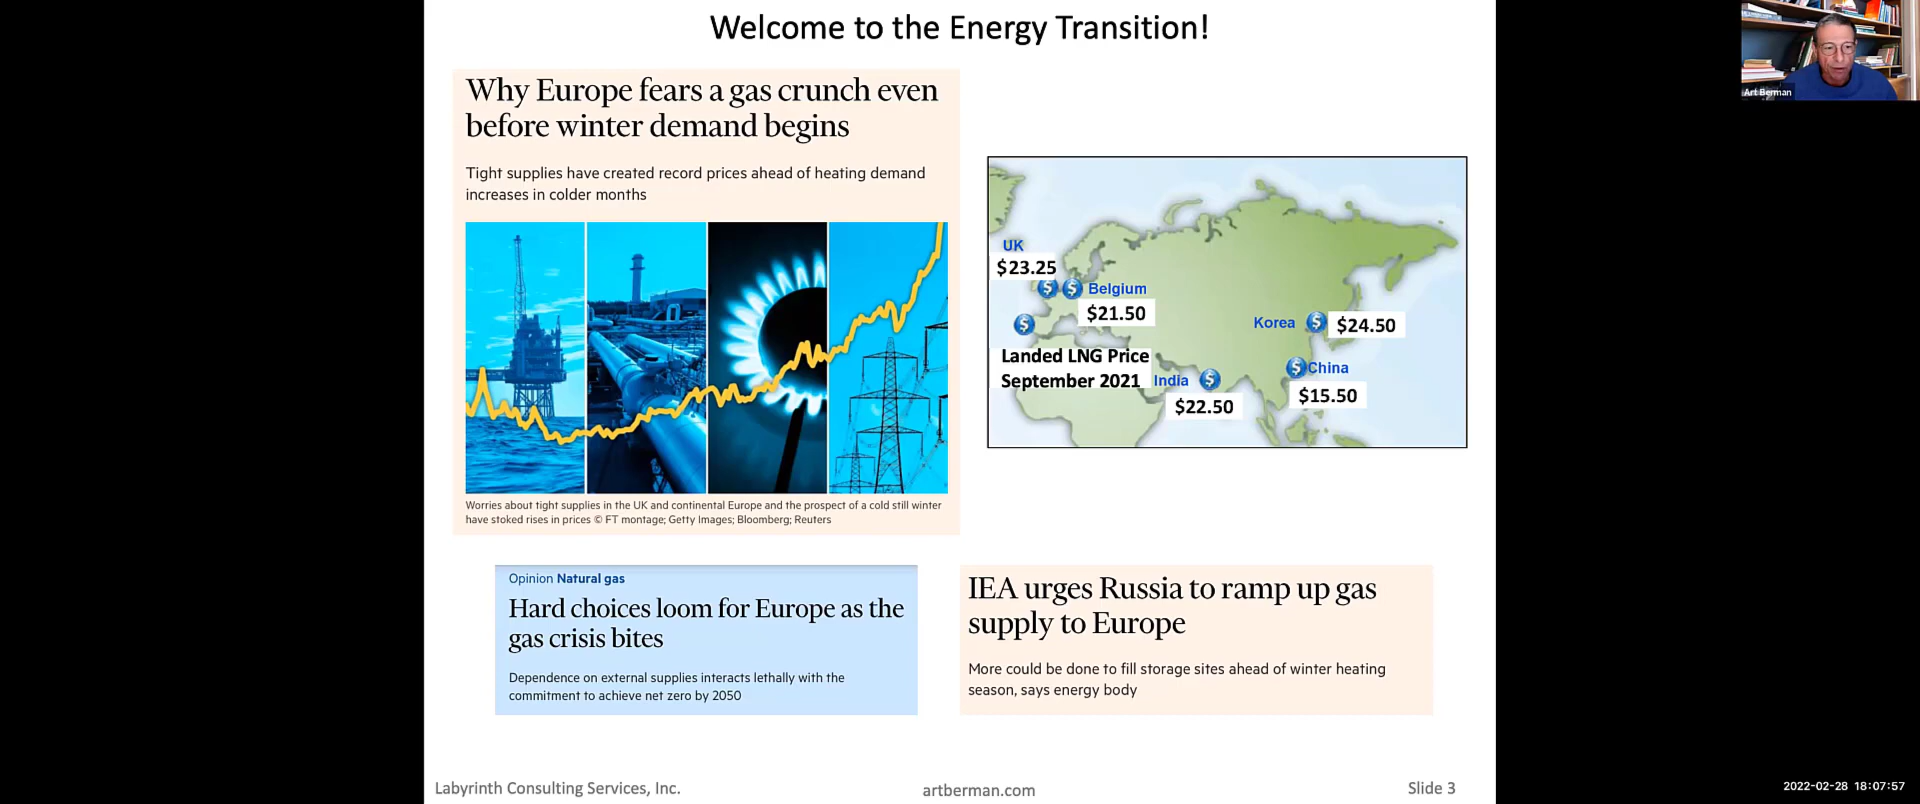 Welcome to the Energy Transition!
Why Europe fears a gas crunch even
before winter demand begins
Tight supplies have created record prices ahead of heating demand
increases in colder months
Worries about tight supplies in the UK and continental Europe and the prospect of a cold still winter
have stoked rises in prices © FT montage; Getty Images; Bloomberg; Reuters
UK
$23.25
$
$
Belgium
$21.50
$
Korea
$
$24.50
Landed LNG Price
September 2021
India
$
$22.50
$
China
$15.50
Opinion Natural gas
Hard choices loom for Europe as the
gas crisis bites
Dependence on external supplies interacts lethally with the
commitment to achieve net zero by 2050
IEA urges Russia to ramp up gas
supply to Europe
More could be done to fill storage sites ahead of winter heating
season, says energy body
Labyrinth Consulting Services, Inc.
artberman.com
Slide 3
Art Berman
2022-02-28 18:07:57